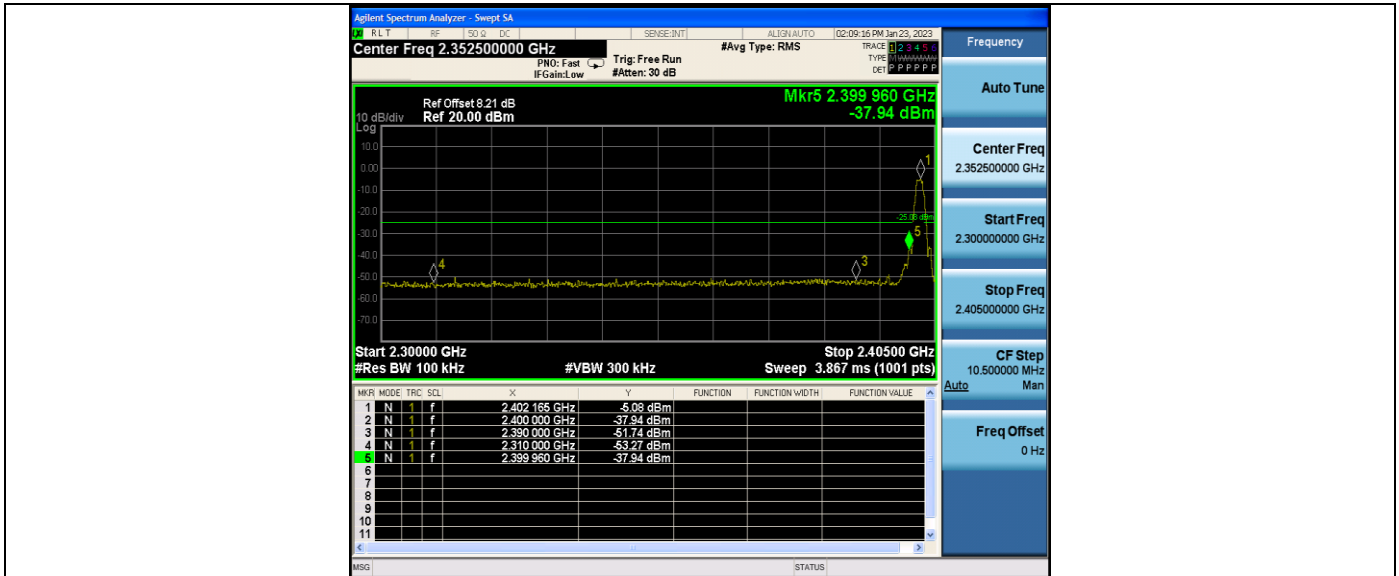 Agilent Spectrum Analyzer - Swept SA
LXI RLT RF 50 Ω DC SENSE:INT ALIGNAUTO 02:09:16 PM Jan 23, 2023
Center Freq 2.352500000 GHz #Avg Type: RMS TRACE 1 2 3 4 5 6
PNO: Fast Trig: Free Run TYPE M WWWWW
IFGain:Low #Atten: 30 dB DET P P P P P P
Mkr5 2.399 960 GHz
-37.94 dBm
Ref Offset 8.21 dB
10 dB/div Ref 20.00 dBm
Log
10.0
0.00
-10.0
-20.0
-30.0
-40.0
-50.0
-60.0
-70.0
1
-25.08 dBm
5
3
4
Start 2.30000 GHz Stop 2.40500 GHz
#Res BW 100 kHz #VBW 300 kHz Sweep 3.867 ms (1001 pts)
MKR MODE TRC SCL X Y FUNCTION FUNCTION WIDTH FUNCTION VALUE
1 N 1 f 2.402 165 GHz -5.08 dBm
2 N 1 f 2.400 000 GHz -37.94 dBm
3 N 1 f 2.390 000 GHz -51.74 dBm
4 N 1 f 2.310 000 GHz -53.27 dBm
5 N 1 f 2.399 960 GHz -37.94 dBm
6
7
8
9
10
11
MSG STATUS
Frequency
Auto Tune
Center Freq
2.352500000 GHz
Start Freq
2.300000000 GHz
Stop Freq
2.405000000 GHz
CF Step
10.500000 MHz
Auto Man
Freq Offset
0 Hz